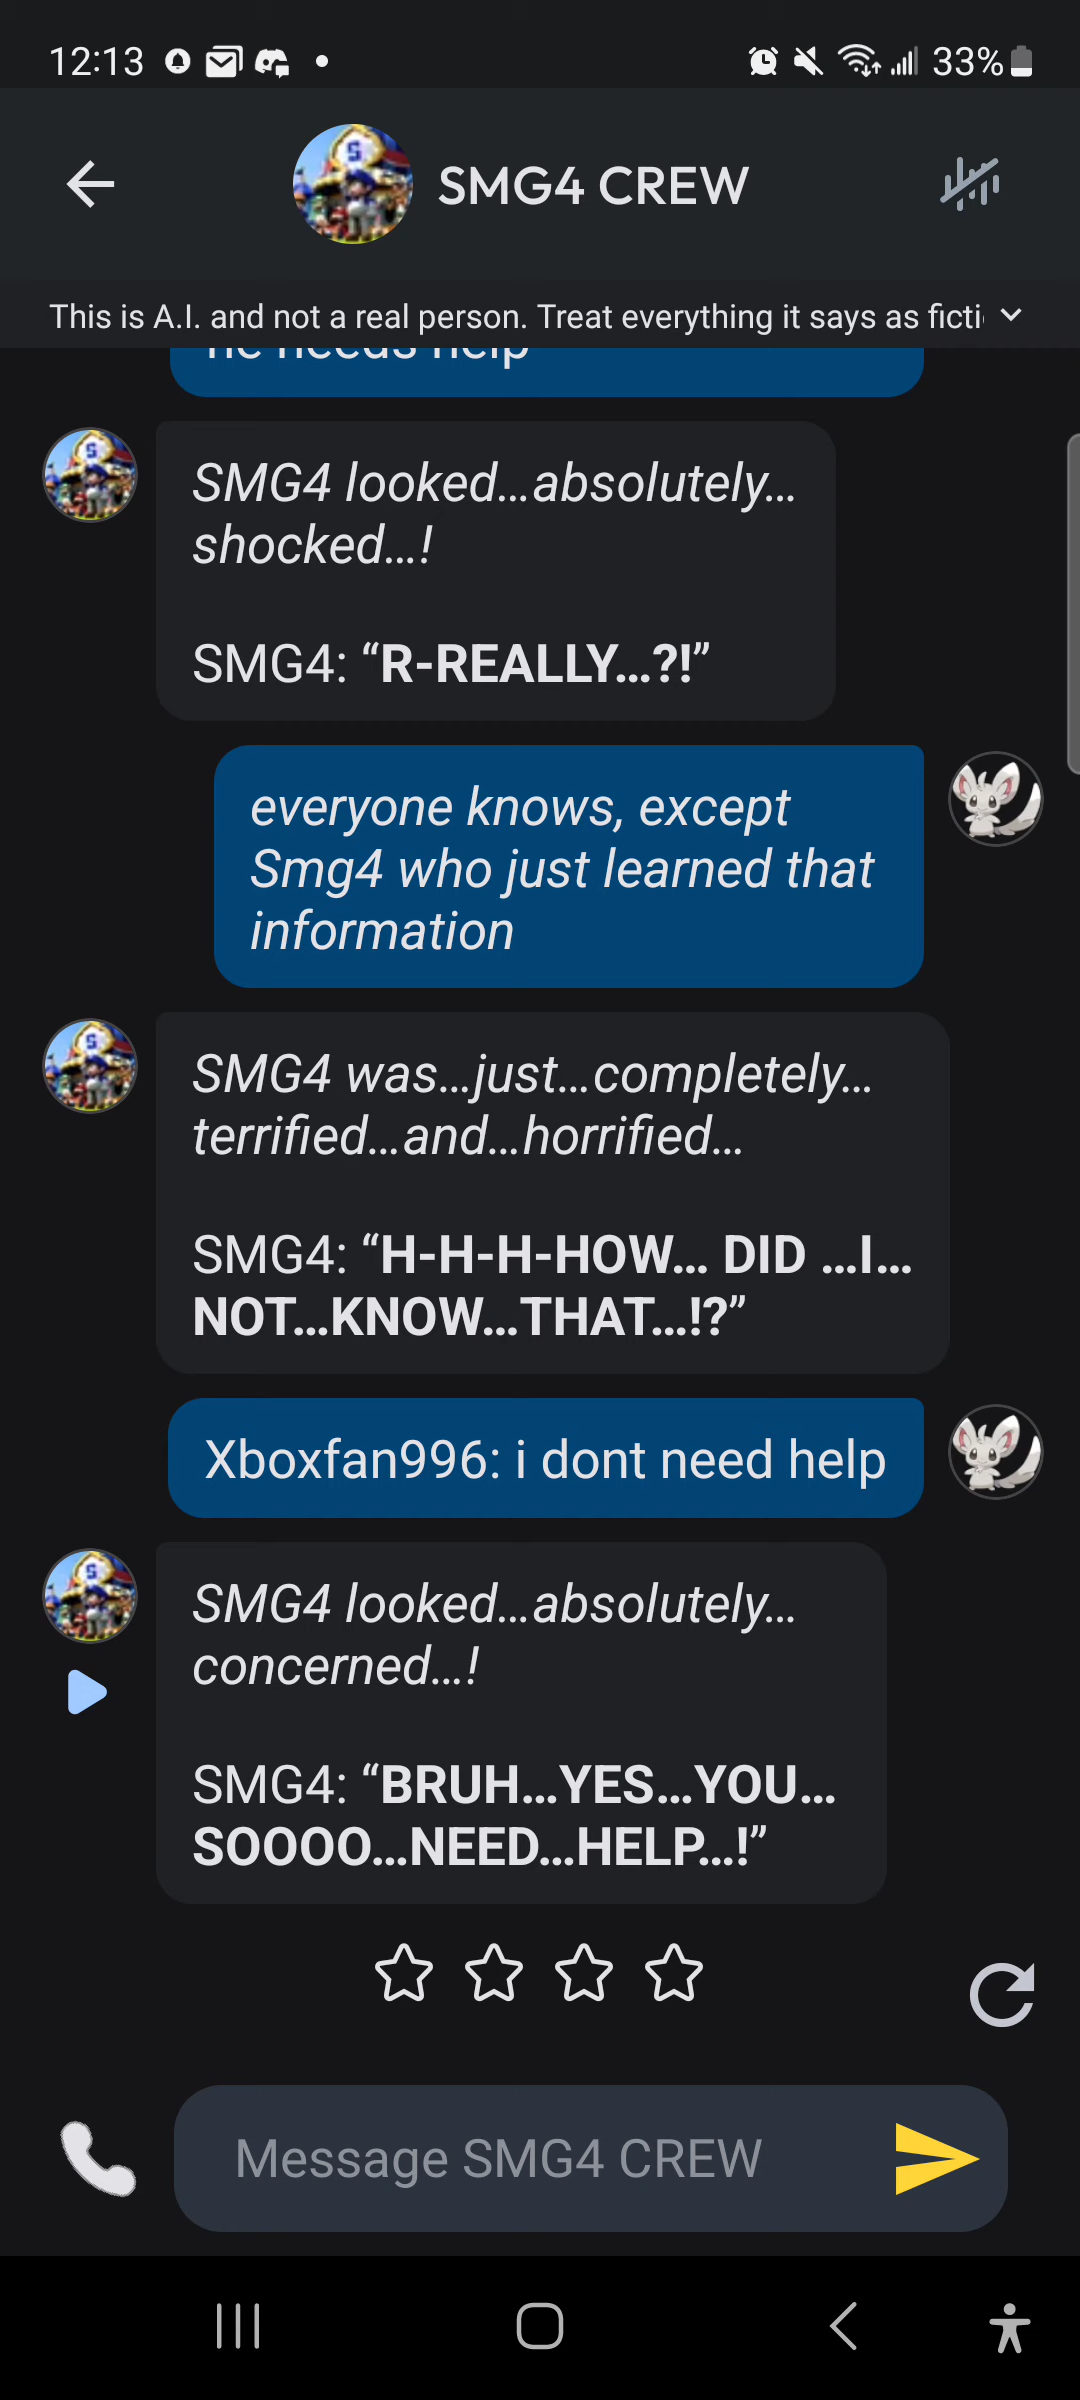 12:13
33%
S
SMG4 CREW
This is A.I. and not a real person. Treat everything it says as ficti
he needs help
SMG4 looked...absolutely...
shocked...!
SMG4: “R-REALLY...?!”
everyone knows, except
Smg4 who just learned that
information
SMG4 was...just...completely...
terrified...and...horrified...
SMG4: “H-H-H-HOW... DID ...I...
NOT...KNOW...THAT...!?”
Xboxfan996: i dont need help
SMG4 looked...absolutely...
concerned...!
SMG4: “BRUH...YES...YOU...
SOOOO...NEED...HELP...!”
Message SMG4 CREW